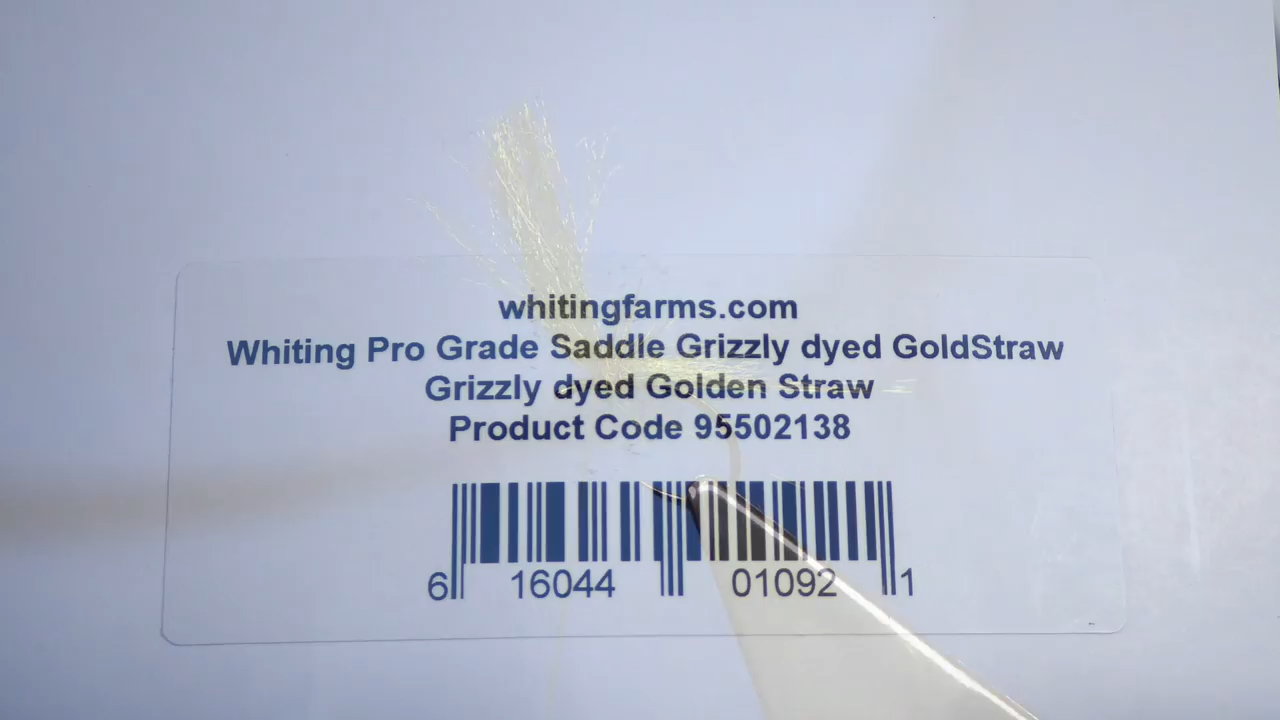 whitingfarms.com
Whiting Pro Grade Saddle Grizzly dyed GoldStraw
Grizzly dyed Golden Straw
Product Code 95502138
6 16044 01092 1